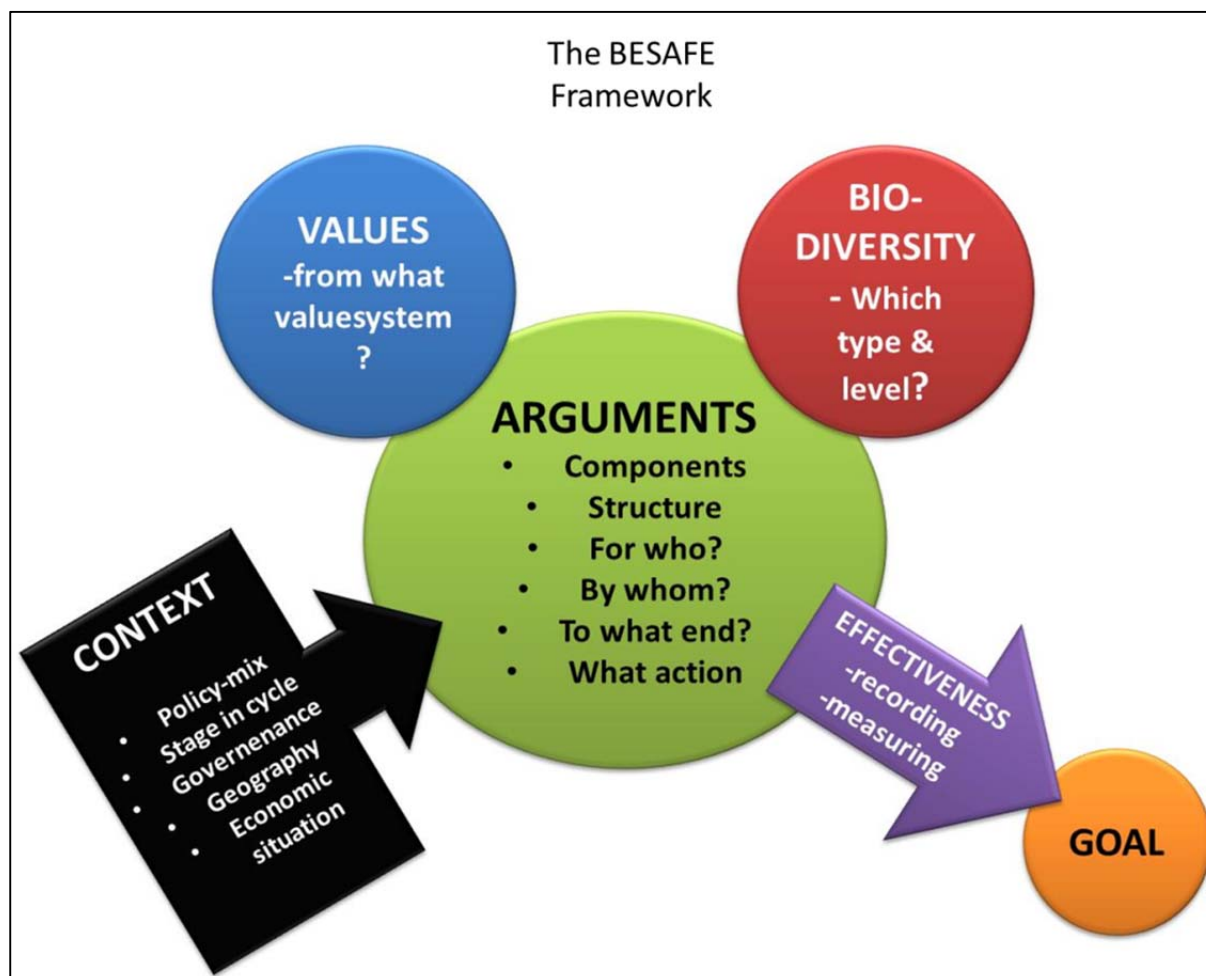 The BESAFE
Framework
VALUES
-from what
valuesystem
?
BIO-
DIVERSITY
- Which
type &
level?
ARGUMENTS
• Components
• Structure
• For who?
• By whom?
• To what end?
• What action
CONTEXT
• Policy-mix
• Stage in cycle
• Governenance
• Geography
• Economic
situation
EFFECTIVENESS
-recording
-measuring
GOAL